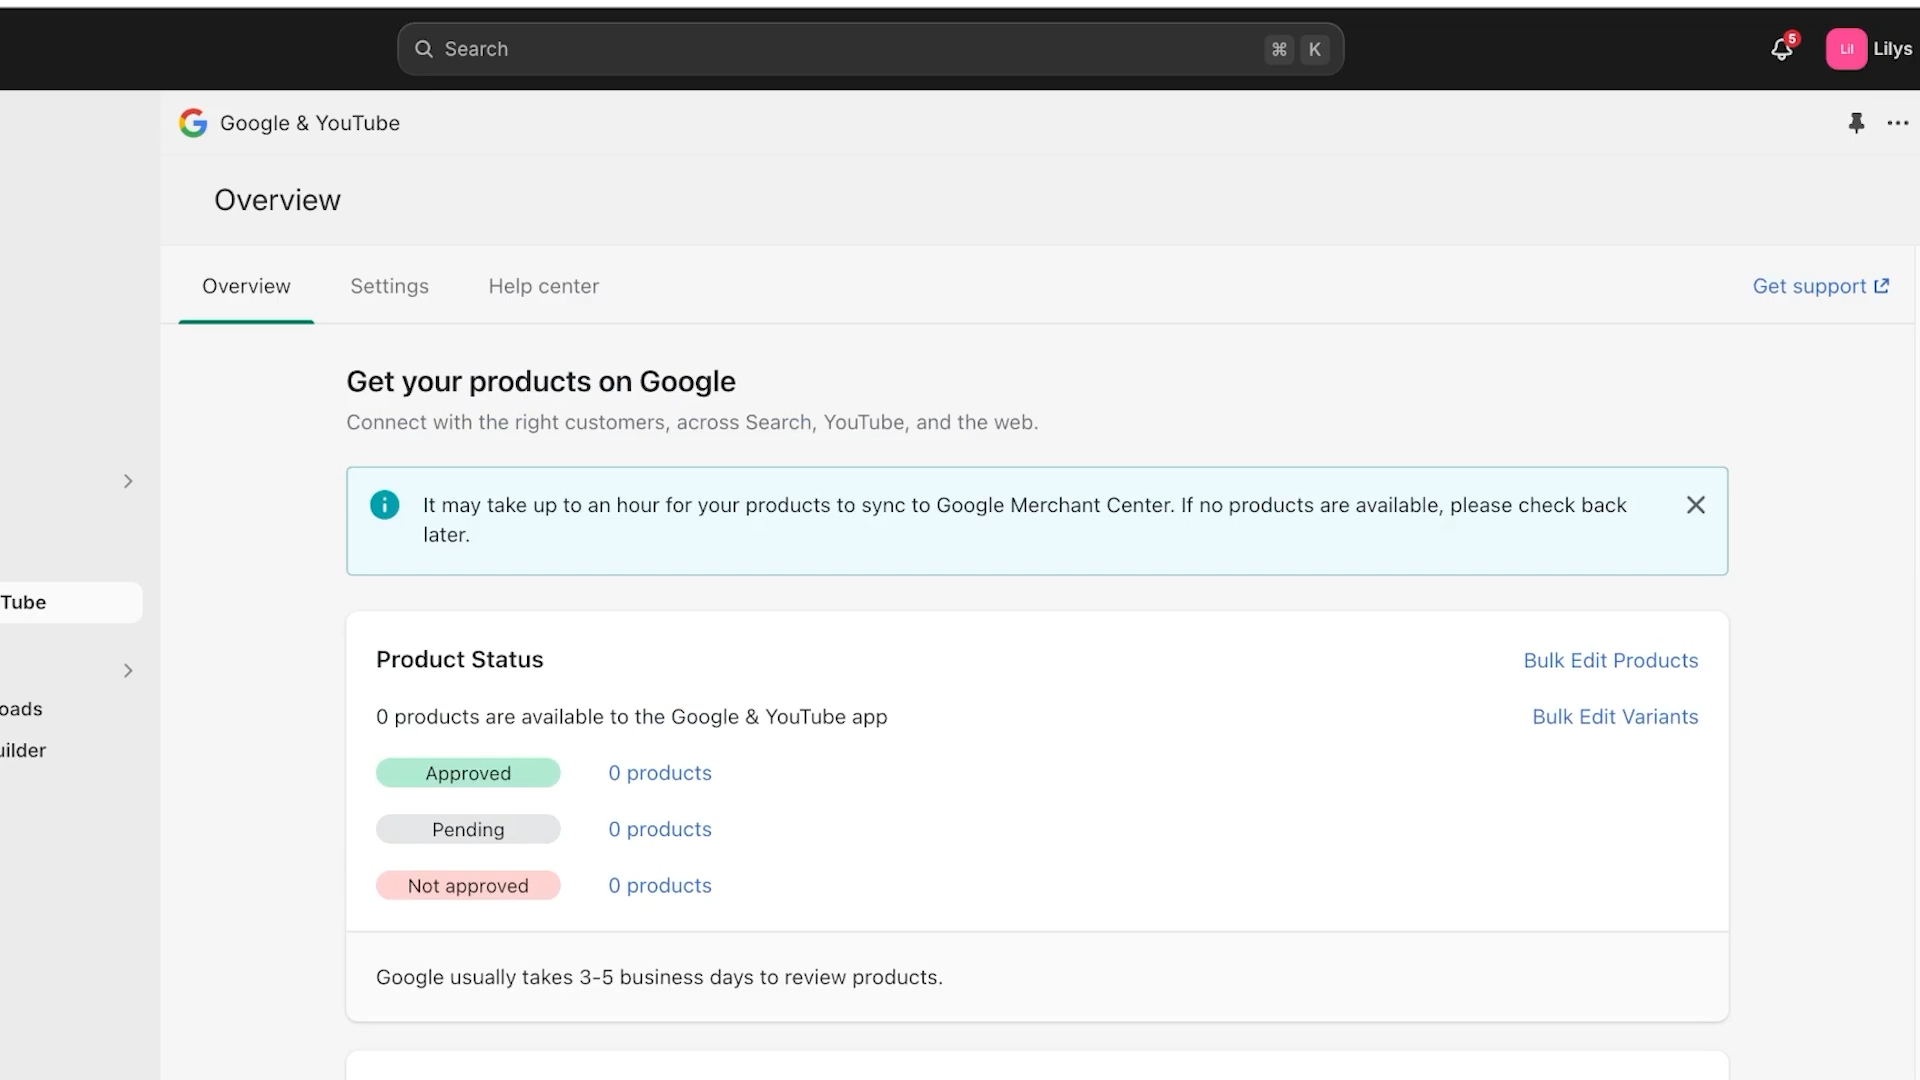 Search
⌘ K
5
Lil
Lilys
Google & YouTube
Overview
Overview
Settings
Help center
Get support
Get your products on Google
Connect with the right customers, across Search, YouTube, and the web.
It may take up to an hour for your products to sync to Google Merchant Center. If no products are available, please check back
later.
Tube
oads
uilder
Product Status
Bulk Edit Products
0 products are available to the Google & YouTube app
Bulk Edit Variants
Approved
0 products
Pending
0 products
Not approved
0 products
Google usually takes 3-5 business days to review products.